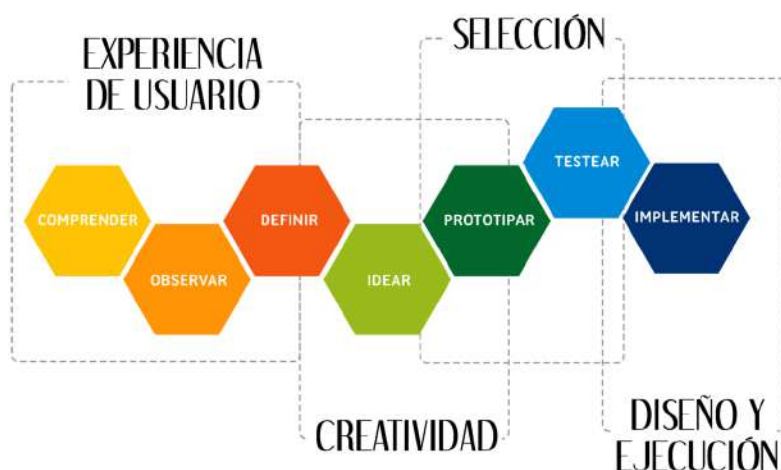 EXPERIENCIA
DE USUARIO
SELECCIÓN
COMPRENDER
OBSERVAR
DEFINIR
IDEAR
PROTOTIPAR
TESTEAR
IMPLEMENTAR
CREATIVIDAD
DISEÑO Y
EJECUCIÓN